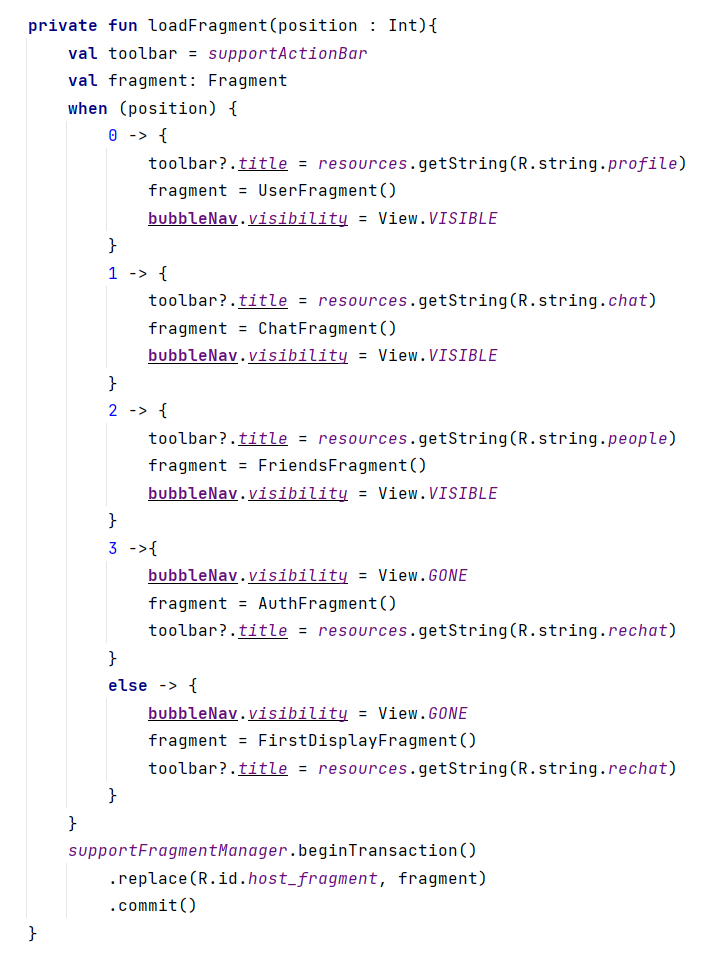 private fun loadFragment(position : Int){
    val toolbar = supportActionBar
    val fragment: Fragment
    when (position) {
        0 -> {
            toolbar?.title = resources.getString(R.string.profile)
            fragment = UserFragment()
            bubbleNav.visibility = View.VISIBLE
        }
        1 -> {
            toolbar?.title = resources.getString(R.string.chat)
            fragment = ChatFragment()
            bubbleNav.visibility = View.VISIBLE
        }
        2 -> {
            toolbar?.title = resources.getString(R.string.people)
            fragment = FriendsFragment()
            bubbleNav.visibility = View.VISIBLE
        }
        3 ->{
            bubbleNav.visibility = View.GONE
            fragment = AuthFragment()
            toolbar?.title = resources.getString(R.string.rechat)
        }
        else -> {
            bubbleNav.visibility = View.GONE
            fragment = FirstDisplayFragment()
            toolbar?.title = resources.getString(R.string.rechat)
        }
    }
    supportFragmentManager.beginTransaction()
        .replace(R.id.host_fragment, fragment)
        .commit()
}